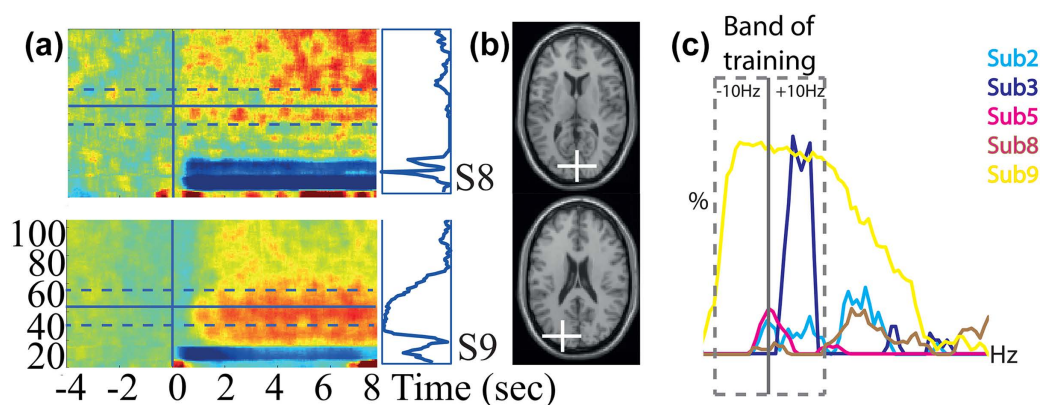 (a)
S8
100
80
60
40
20
S9
-4 -2 0 2 4 6 8 Time (sec)
(b)
(c)
Band of
training
-10Hz +10Hz
%
Hz
Sub2
Sub3
Sub5
Sub8
Sub9